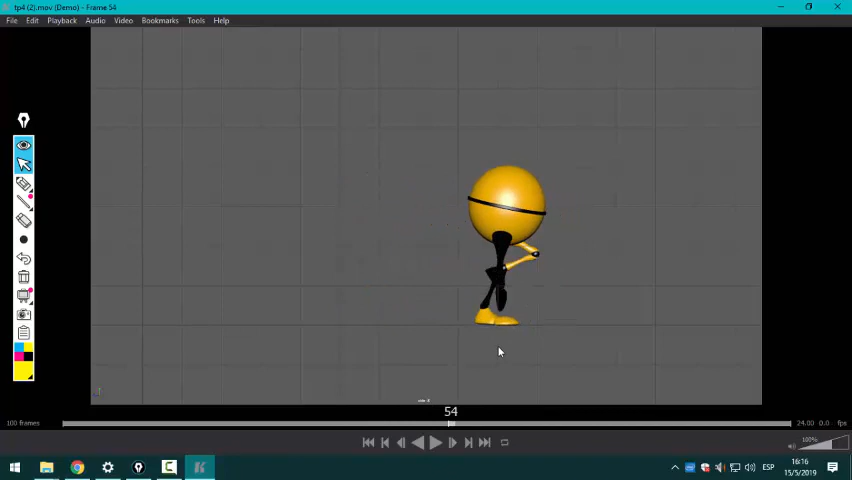 tp4 (2).mov (Demo) - Frame 54
File Edit Playback Audio Video Bookmarks Tools Help
54
100 frames
24.00 0.0 fps
100%
ESP
16:16
15/5/2019